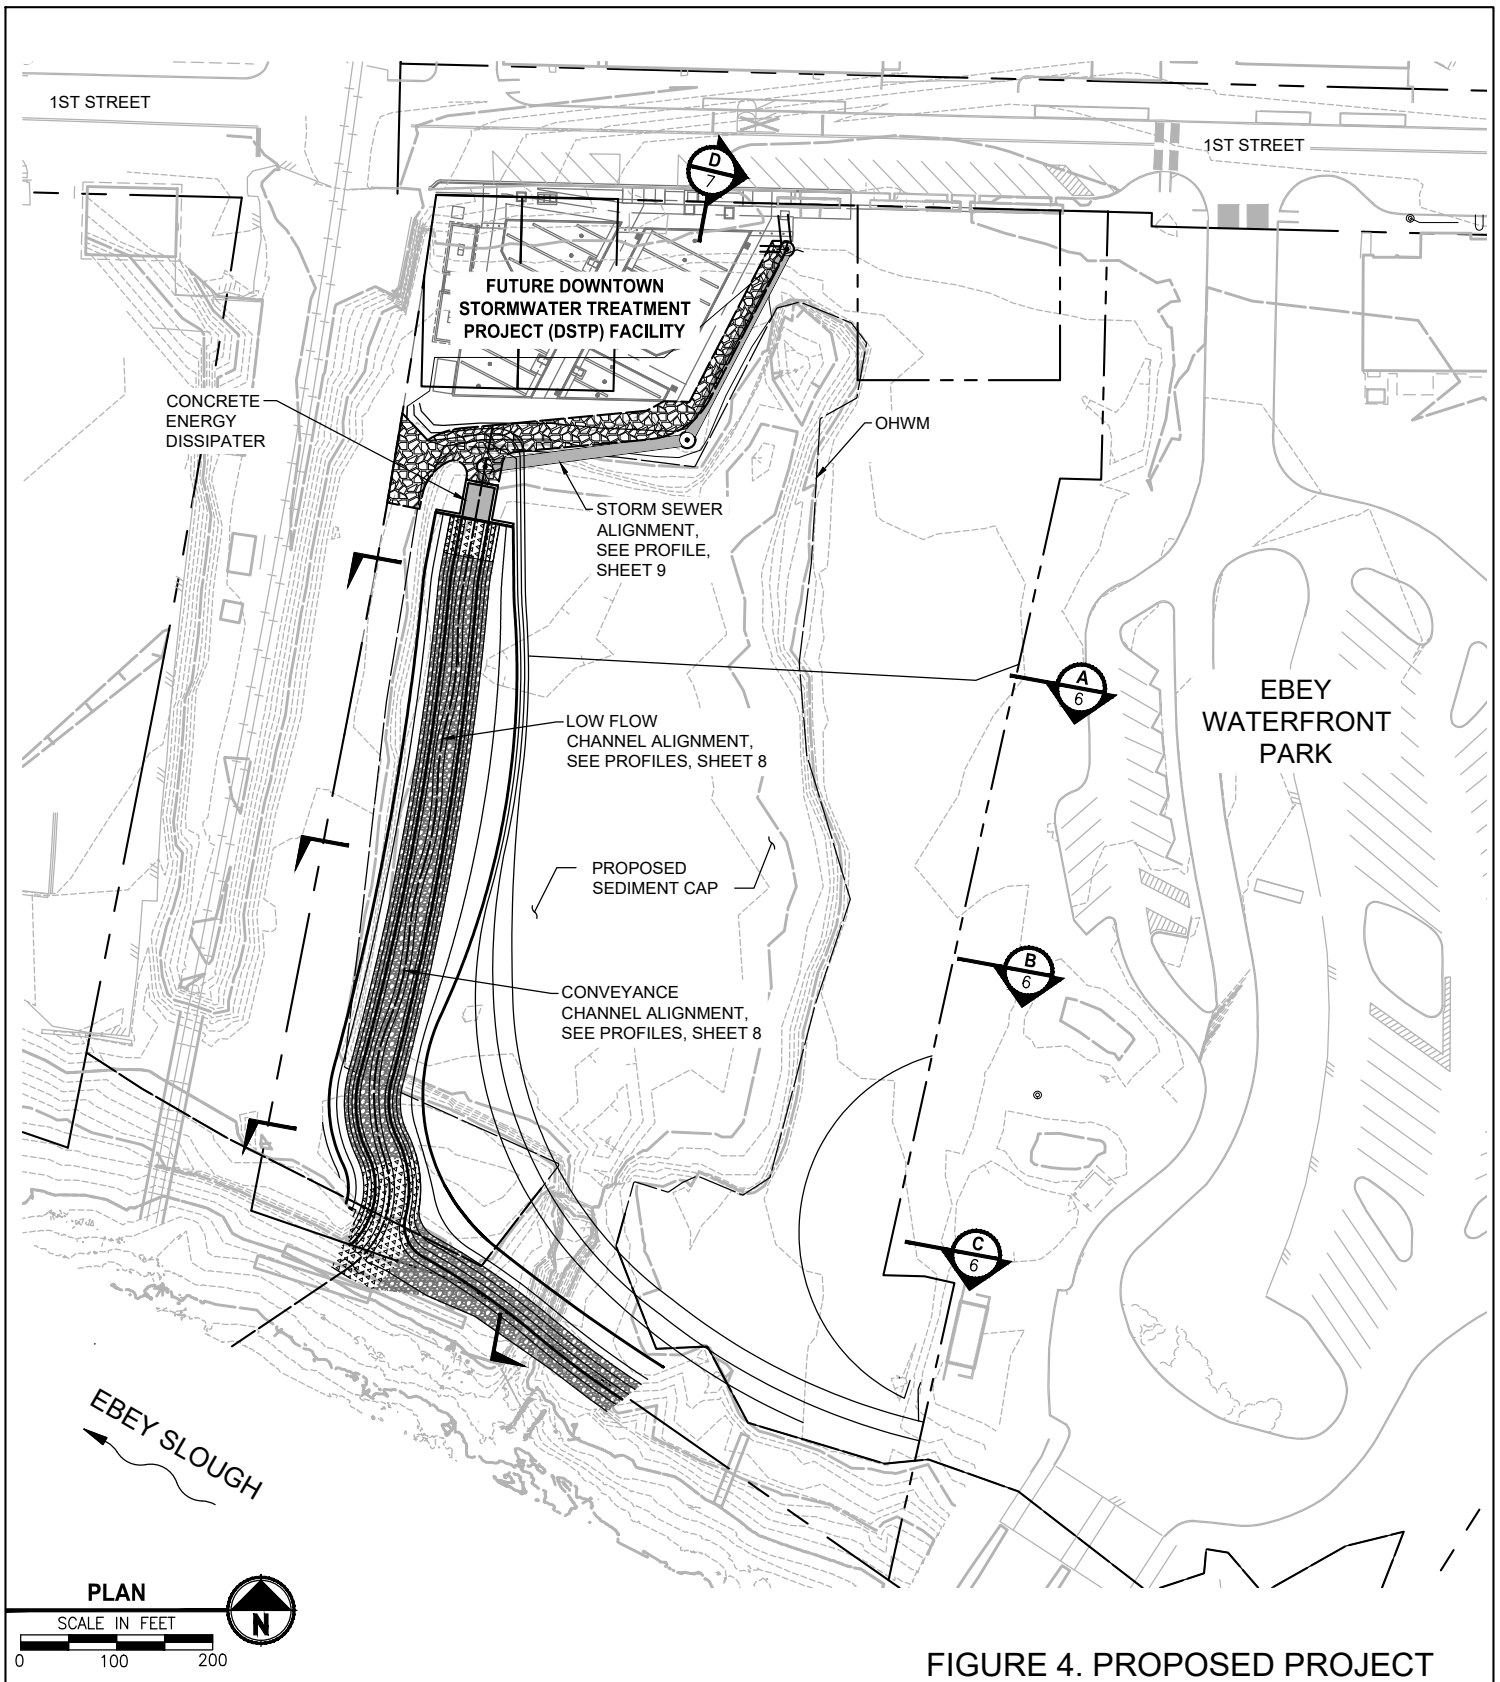 1ST STREET
1ST STREET
D
7
FUTURE DOWNTOWN
STORMWATER TREATMENT
PROJECT (DSTP) FACILITY
CONCRETE
ENERGY
DISSIPATER
OHWM
STORM SEWER
ALIGNMENT,
SEE PROFILE,
SHEET 9
A
6
EBEY
WATERFRONT
PARK
LOW FLOW
CHANNEL ALIGNMENT,
SEE PROFILES, SHEET 8
PROPOSED
SEDIMENT CAP
B
6
CONVEYANCE
CHANNEL ALIGNMENT,
SEE PROFILES, SHEET 8
C
6
EBEY SLOUGH
PLAN
SCALE IN FEET
0 100 200
N
FIGURE 4. PROPOSED PROJECT